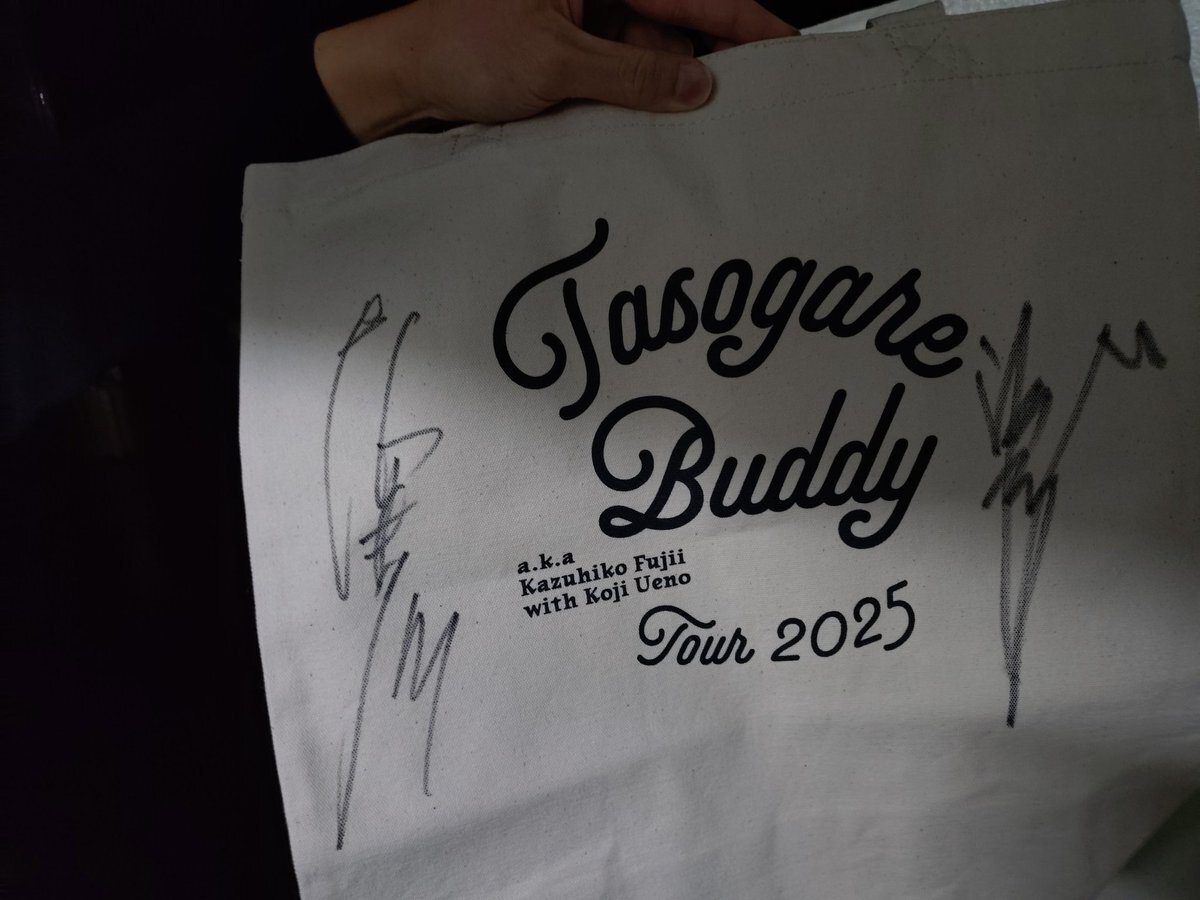 Tasogare
Buddy
a.k.a
Kazuhiko Fujii
with Koji Ueno
Tour 2025